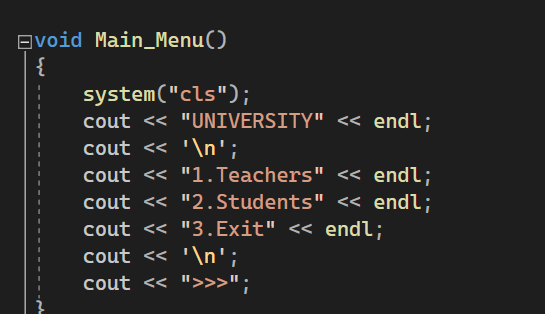 void Main_Menu()
{
system("cls");
cout << "UNIVERSITY" << endl;
cout << '\n';
cout << "1.Teachers" << endl;
cout << "2.Students" << endl;
cout << "3.Exit" << endl;
cout << '\n';
cout << ">>>";
}